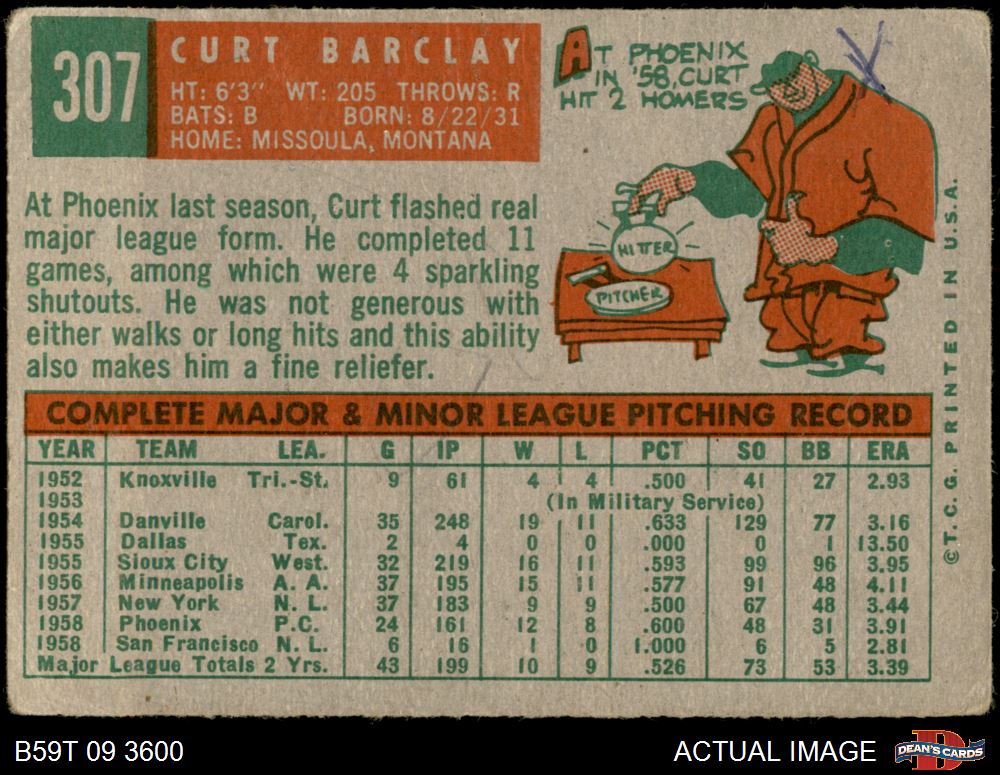 307
CURT BARCLAY
HT: 6'3" WT: 205 THROWS: R
BATS: B BORN: 8/22/31
HOME: MISSOULA, MONTANA
AT PHOENIX
IN '58, CURT
HIT 2 HOMERS
HITTER
PITCHER
At Phoenix last season, Curt flashed real
major league form. He completed 11
games, among which were 4 sparkling
shutouts. He was not generous with
either walks or long hits and this ability
also makes him a fine reliefer.
COMPLETE MAJOR & MINOR LEAGUE PITCHING RECORD
YEAR TEAM LEA. G IP W L PCT SO BB ERA
1952 Knoxville Tri.-St. 9 61 4 4 .500 41 27 2.93
1953 (In Military Service)
1954 Danville Carol. 35 248 19 11 .633 129 77 3.16
1955 Dallas Tex. 2 4 0 0 .000 0 1 13.50
1955 Sioux City West. 32 219 16 11 .593 99 96 3.95
1956 Minneapolis A. A. 37 195 15 11 .577 91 48 4.11
1957 New York N. L. 37 183 9 9 .500 67 48 3.44
1958 Phoenix P.C. 24 161 12 8 .600 48 31 3.91
1958 San Francisco N. L. 6 16 1 0 1.000 6 5 2.81
Major League Totals 2 Yrs. 43 199 10 9 .526 73 53 3.39
©T.C.G. PRINTED IN U.S.A.
B59T 09 3600
ACTUAL IMAGE
DEAN'S CARDS